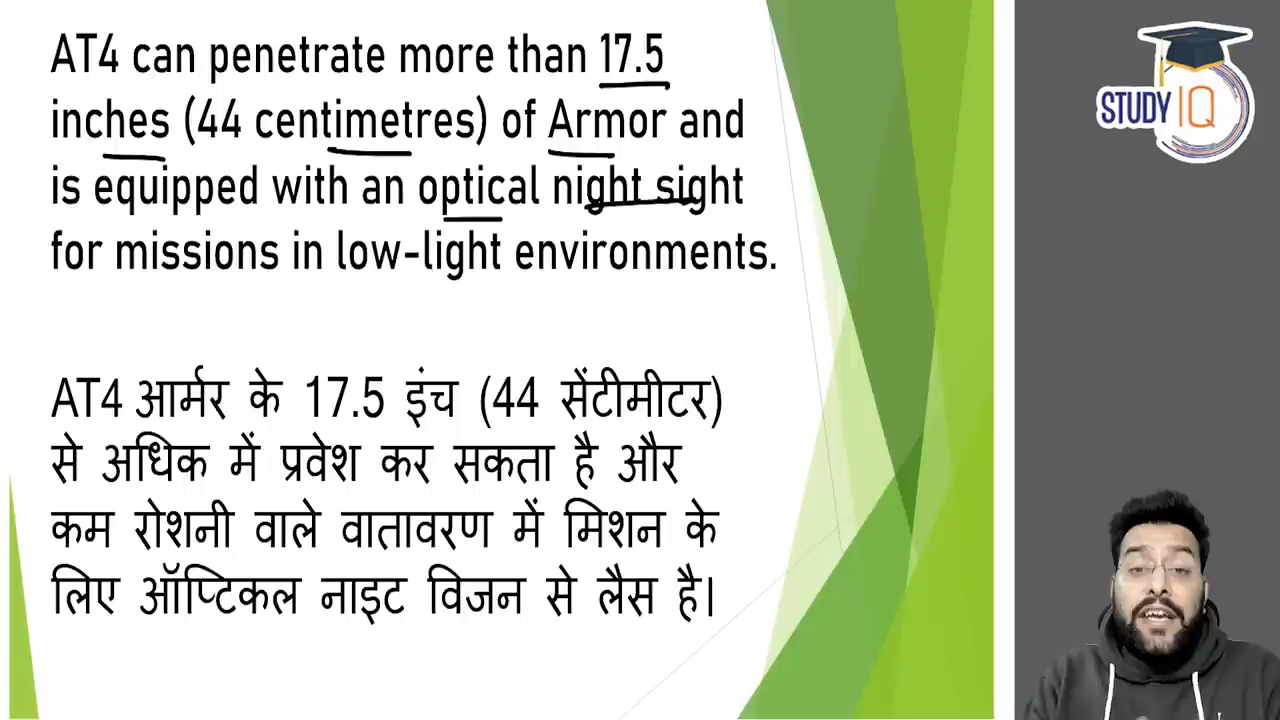 AT4 can penetrate more than 17.5
inches (44 centimetres) of Armor and
is equipped with an optical night sight
for missions in low-light environments.
AT4 आर्मर के 17.5 इंच (44 सेंटीमीटर)
से अधिक में प्रवेश कर सकता है और
कम रोशनी वाले वातावरण में मिशन के
लिए ऑप्टिकल नाइट विजन से लैस है।
STUDY IQ